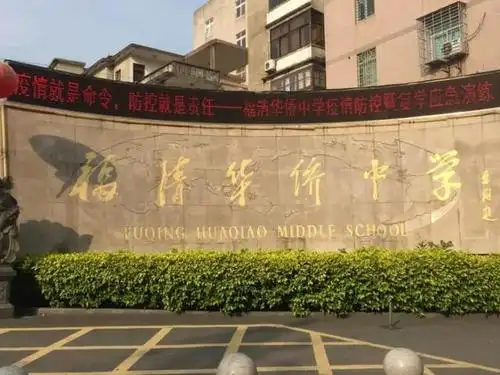 疫情就是命令，防控就是责任——福清华侨中学疫情防控暨复学应急演练
福清华侨中学
FUQING HUAQIAO MIDDLE SCHOOL